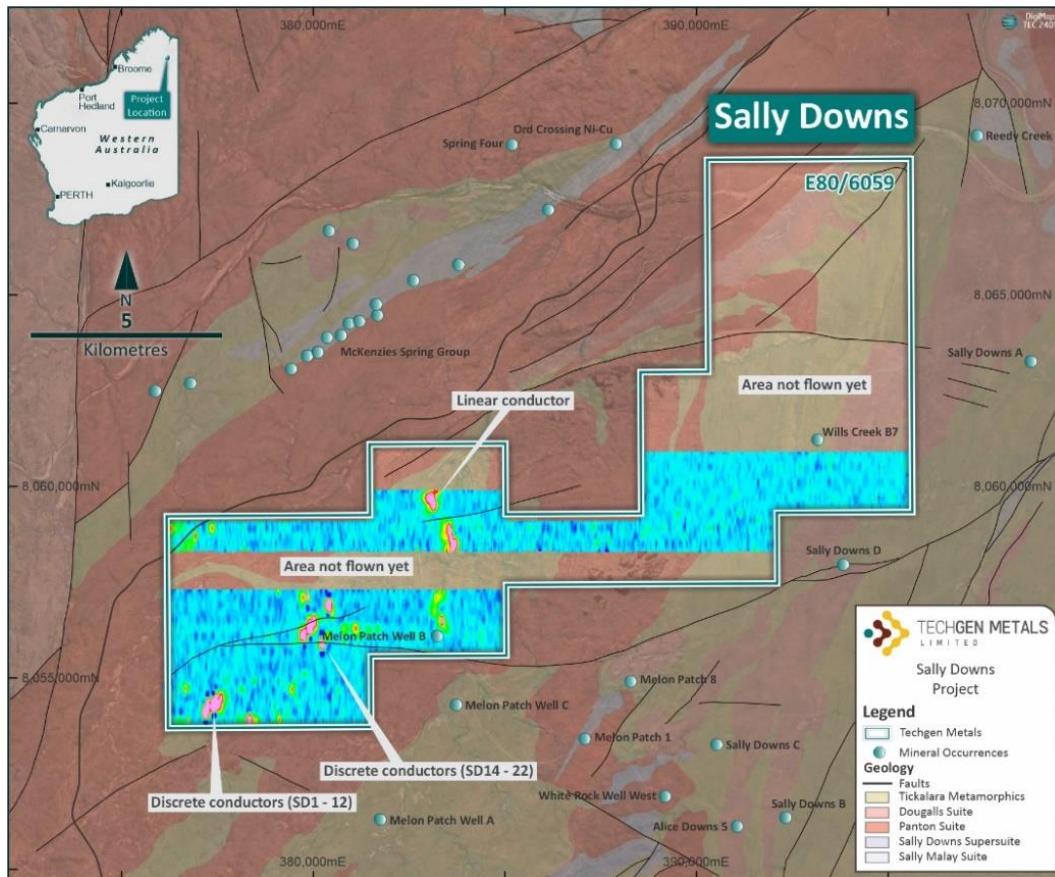 380,000mE
390,000mE
DigiMap
Broome
Port
Hedland
Project
Location
Carnarvon
Western
Australia
Kalgoorlie
PERTH
N
5
Kilometres
Sally Downs
E80/6059
8,070,000mN
Reedy Creek
Ord Crossing Ni-Cu
Spring Four
8,065,000mN
McKenzies Spring Group
Sally Downs A
Linear conductor
Area not flown yet
Wills Creek B7
8,060,000mN
8,060,000mN
Area not flown yet
Sally Downs D
Melon Patch Well B
8,055,000mN
Melon Patch 8
Melon Patch Well C
Melon Patch 1
Sally Downs C
Discrete conductors (SD14 - 22)
Discrete conductors (SD1 - 12)
White Rock Well West
Sally Downs B
Melon Patch Well A
Alice Downs 5
380,000mE
390,000mE
TECHGEN METALS
LIMITED
Sally Downs
Project
Legend
Techgen Metals
Mineral Occurrences
Geology
Faults
Tickalara Metamorphics
Dougalls Suite
Panton Suite
Sally Downs Supersuite
Sally Malay Suite